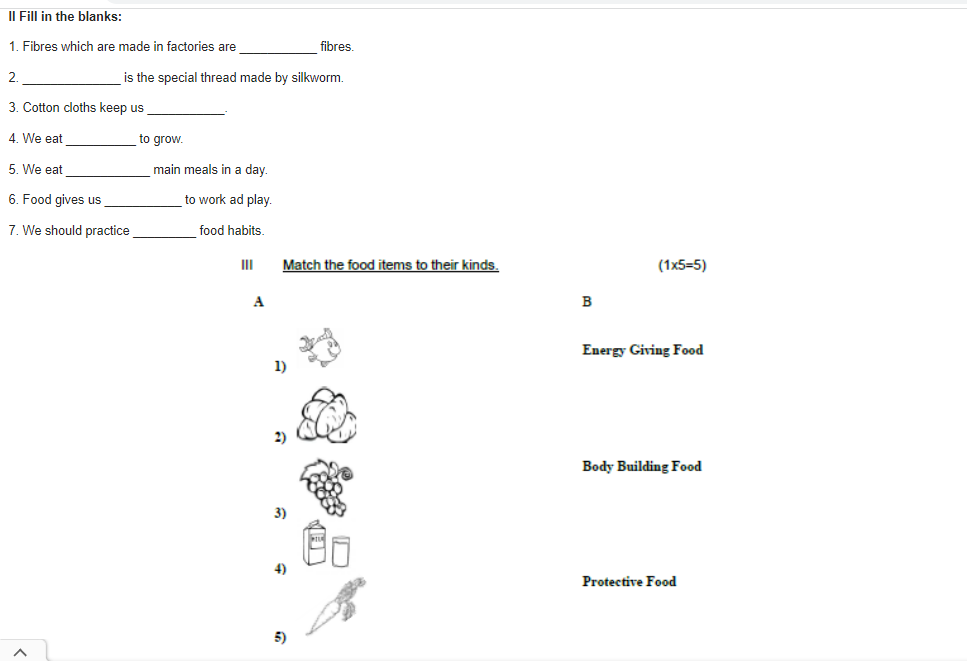 II Fill in the blanks:
1. Fibres which are made in factories are ___________ fibres.
2. ______________ is the special thread made by silkworm.
3. Cotton cloths keep us ___________.
4. We eat __________ to grow.
5. We eat ____________ main meals in a day.
6. Food gives us ___________ to work ad play.
7. We should practice _________ food habits.
III Match the food items to their kinds. (1x5=5)
A B
1) Energy Giving Food
2)
Body Building Food
3)
MILK
4)
Protective Food
5)